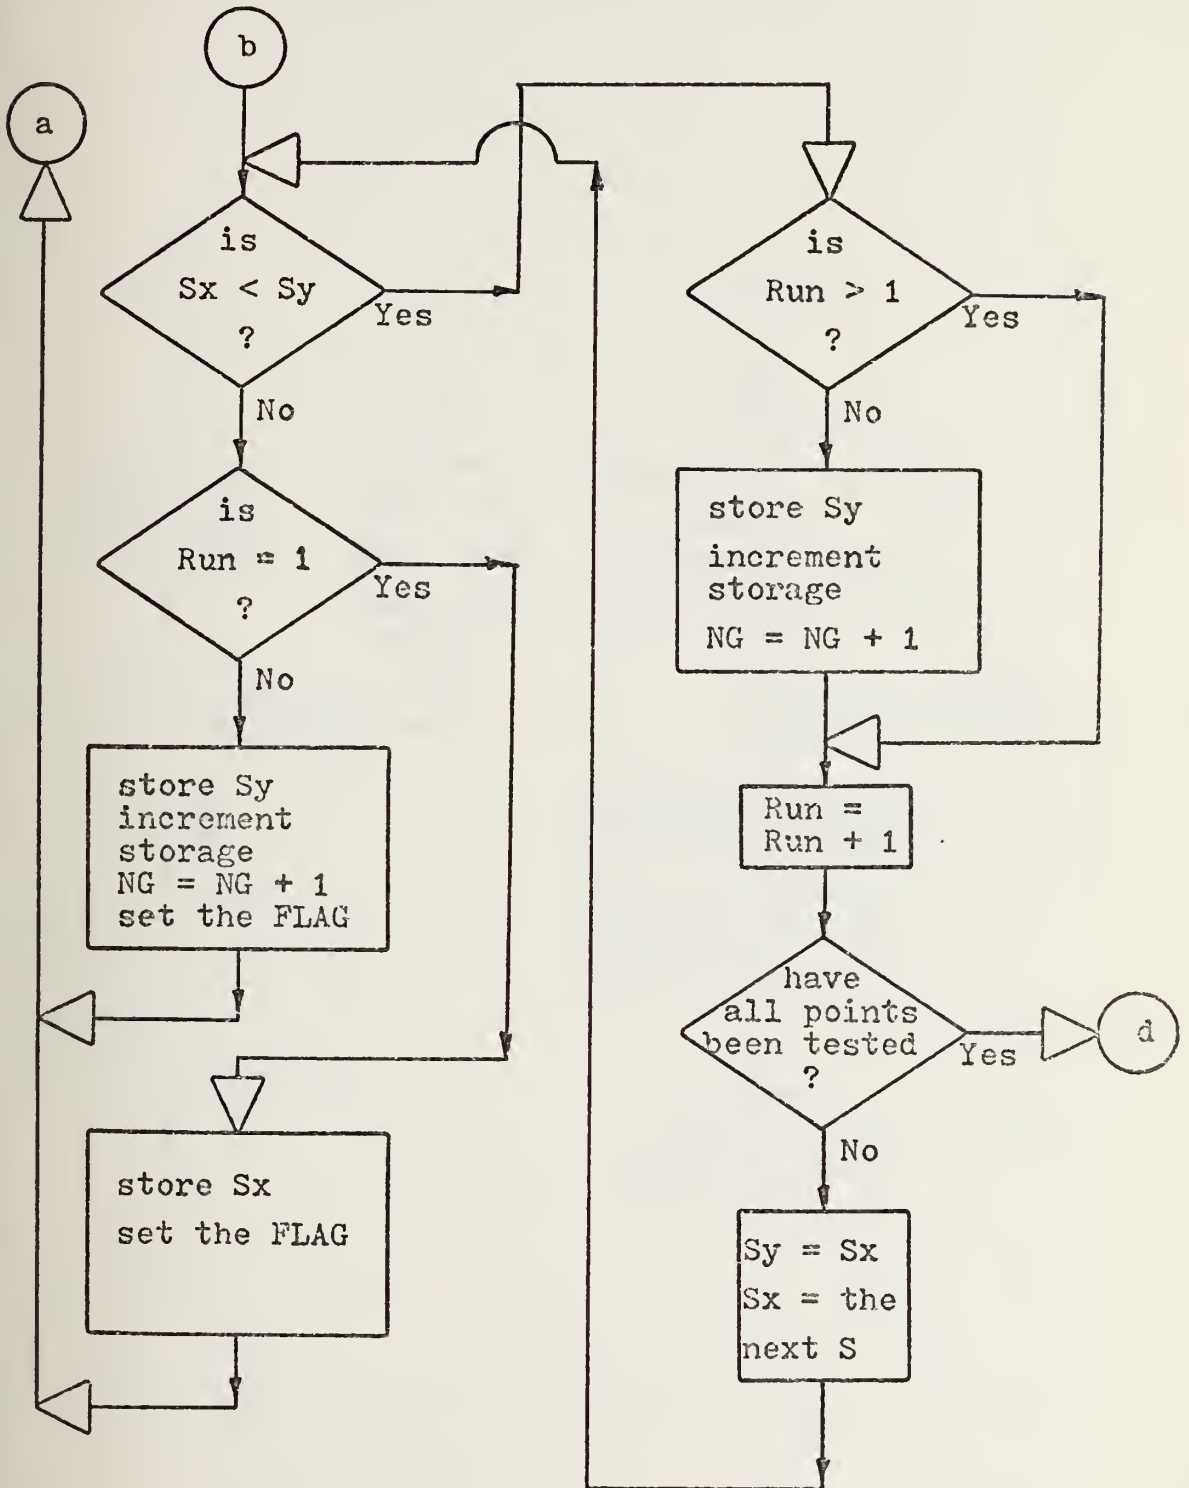 b
a
is
Sx < Sy
?
Yes
No
is
Run = 1
?
Yes
No
store Sy
increment
storage
NG = NG + 1
set the FLAG
store Sx
set the FLAG
is
Run > 1
?
Yes
No
store Sy
increment
storage
NG = NG + 1
Run =
Run + 1
have
all points
been tested
?
Yes
d
No
Sy = Sx
Sx = the
next S